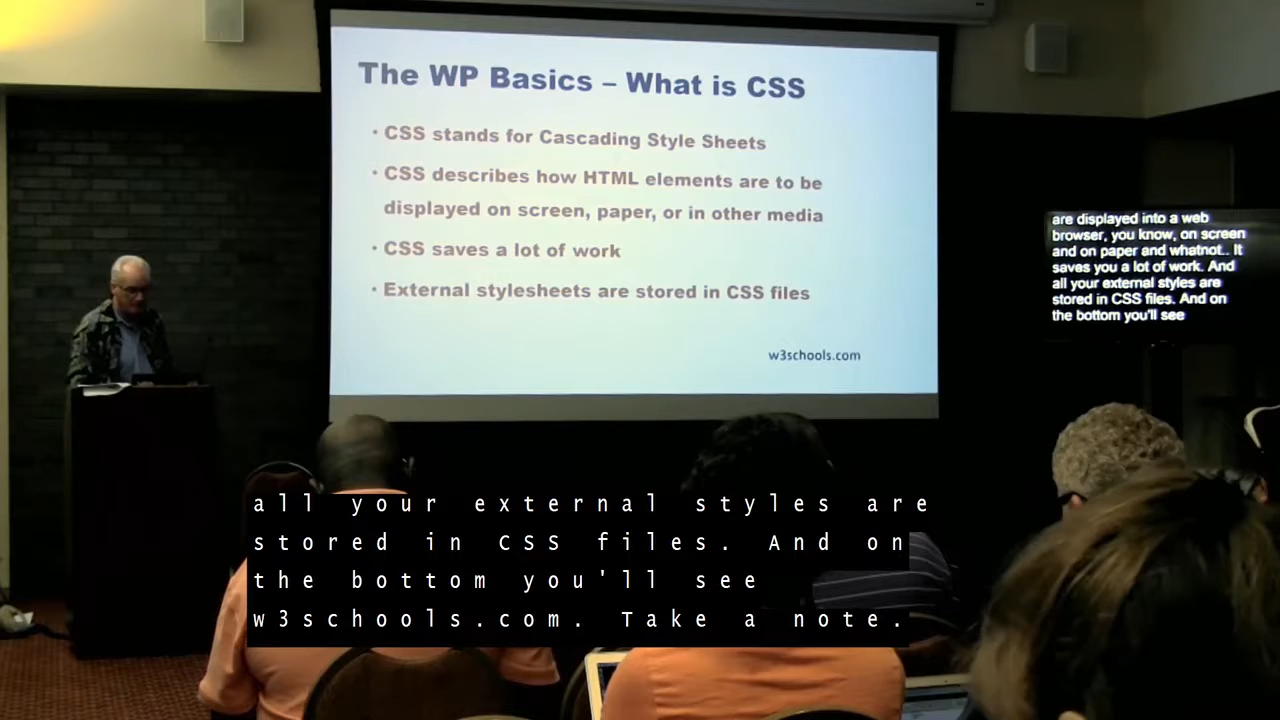 The WP Basics – What is CSS
• CSS stands for Cascading Style Sheets
• CSS describes how HTML elements are to be
displayed on screen, paper, or in other media
• CSS saves a lot of work
• External stylesheets are stored in CSS files
w3schools.com
are displayed into a web
browser, you know, on screen
and on paper and whatnot.. It
saves you a lot of work. And
all your external styles are
stored in CSS files. And on
the bottom you'll see
all your external styles are
stored in CSS files. And on
the bottom you'll see
w3schools.com. Take a note.